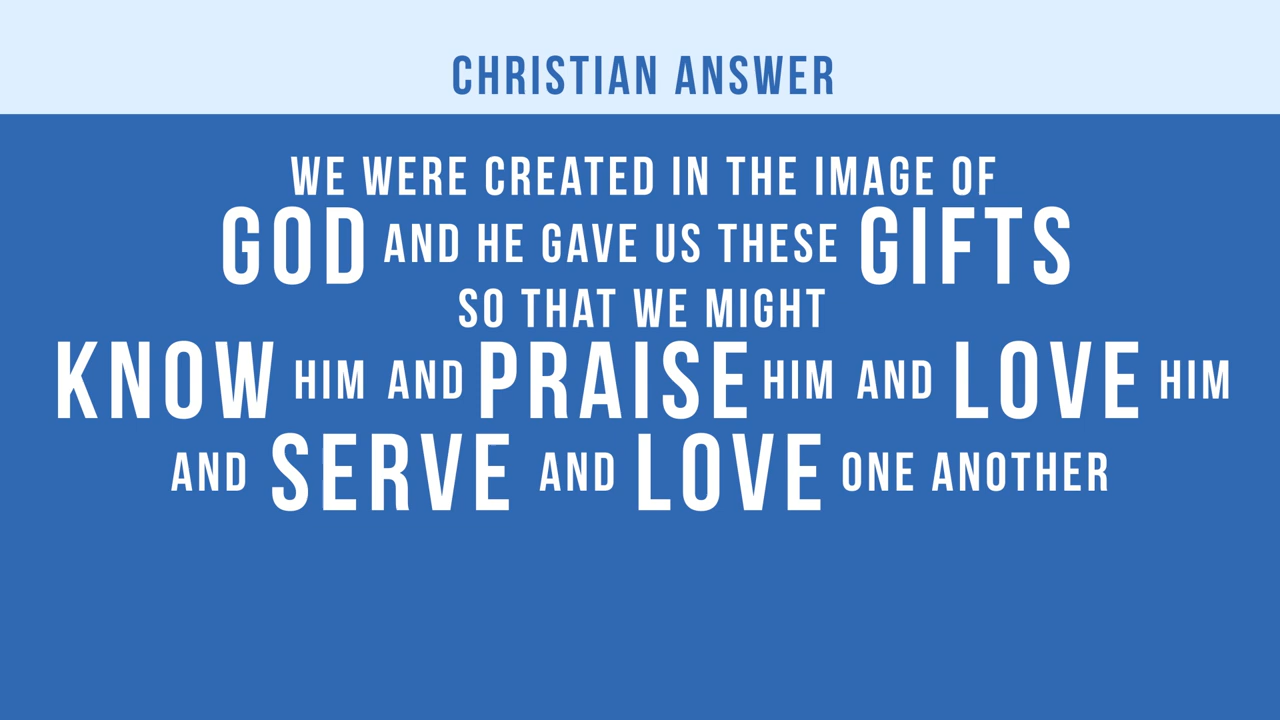 CHRISTIAN ANSWER
WE WERE CREATED IN THE IMAGE OF
GOD AND HE GAVE US THESE GIFTS
SO THAT WE MIGHT
KNOW HIM AND PRAISE HIM AND LOVE HIM
AND SERVE AND LOVE ONE ANOTHER